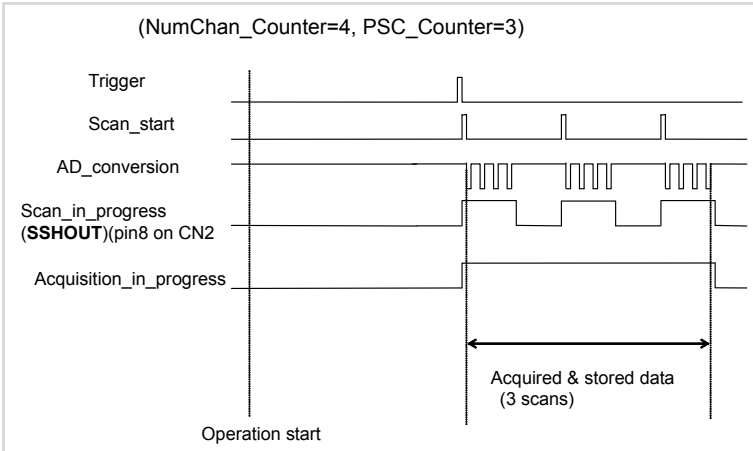 (NumChan_Counter=4, PSC_Counter=3)
Trigger
Scan_start
AD_conversion
Scan_in_progress
(SSHOUT)(pin8 on CN2
Acquisition_in_progress
Acquired & stored data
(3 scans)
Operation start